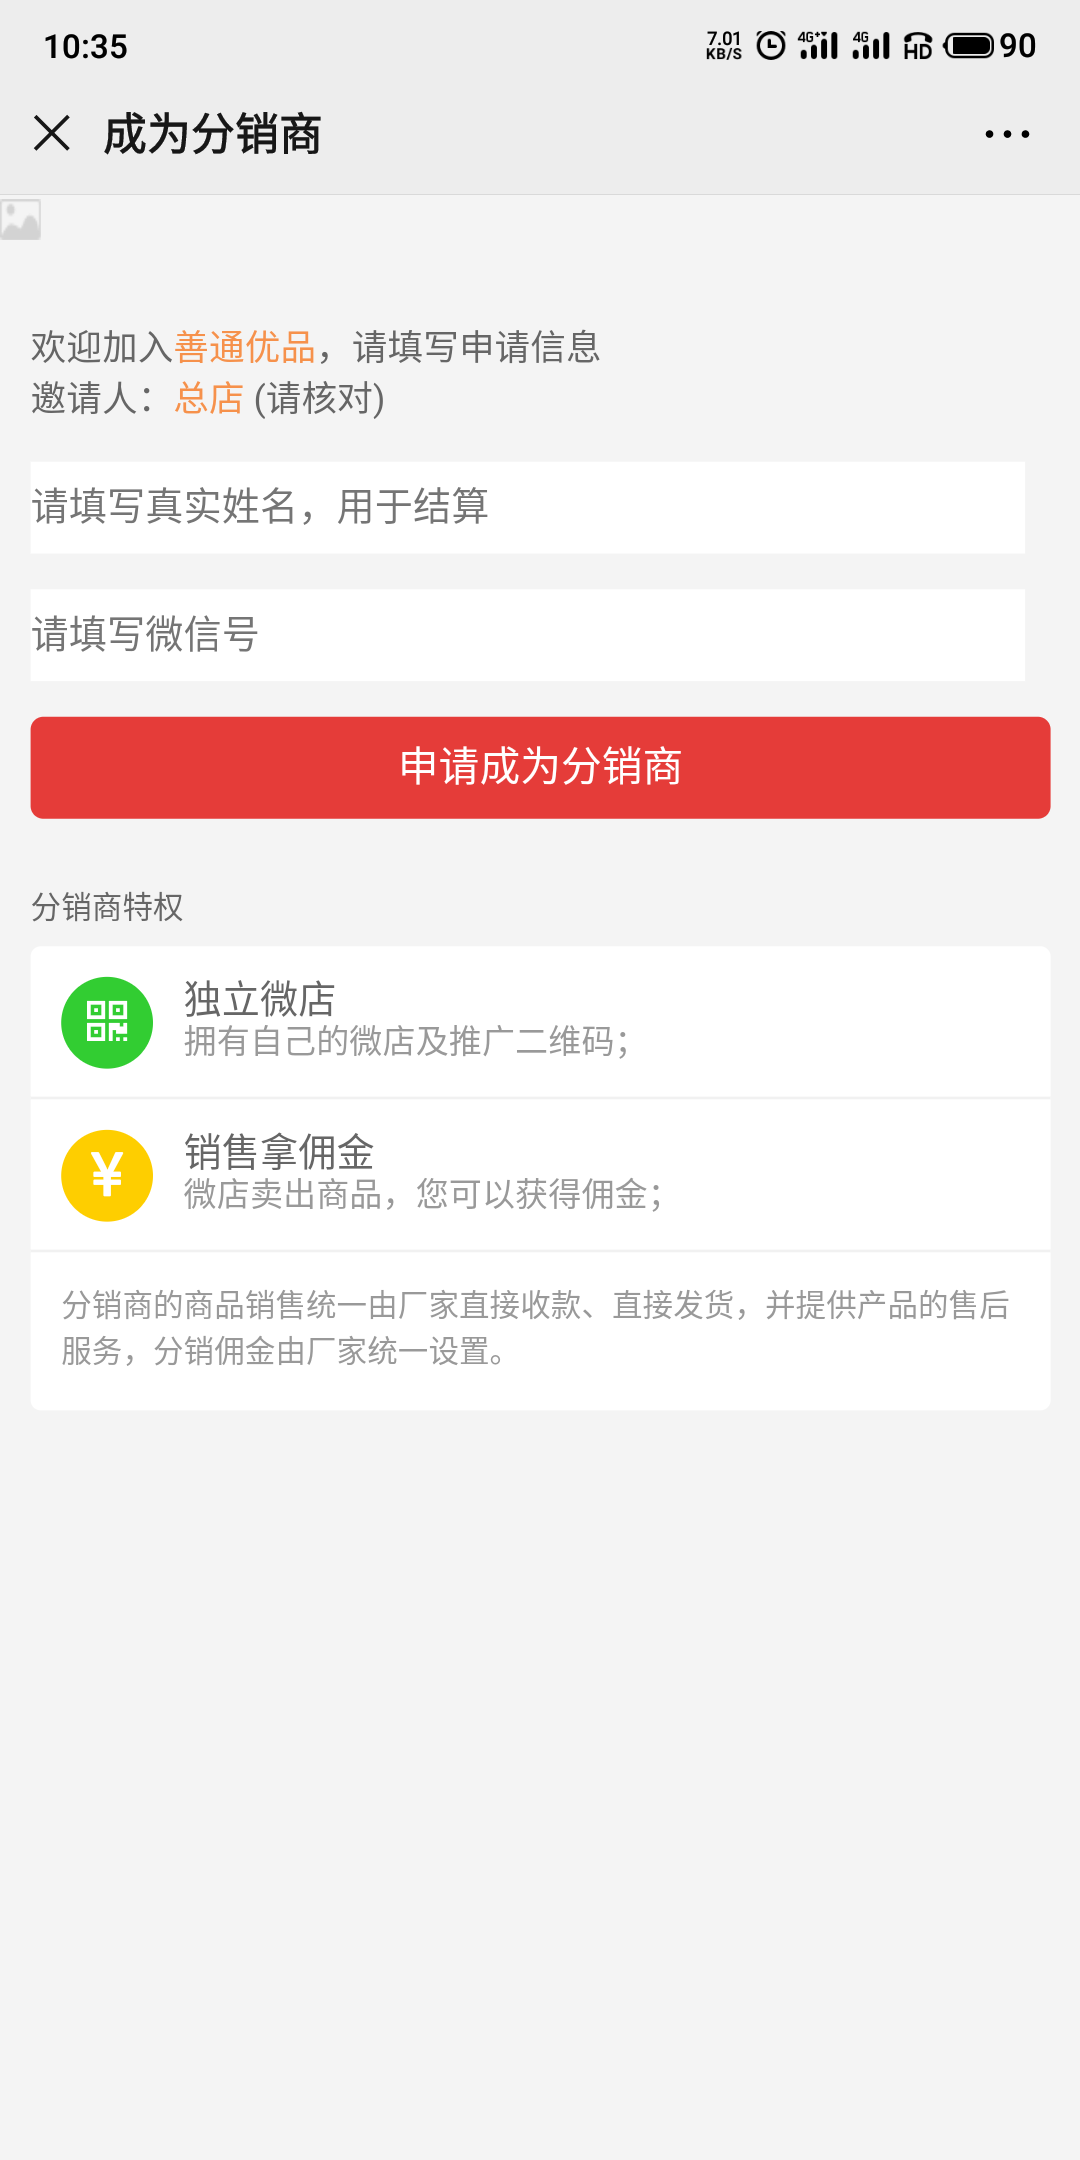 10:35
7.01 KB/S 4G+ 4G HD 90
成为分销商
欢迎加入善通优品，请填写申请信息
邀请人：总店 (请核对)
请填写真实姓名，用于结算
请填写微信号
申请成为分销商
分销商特权
独立微店
拥有自己的微店及推广二维码；
¥
销售拿佣金
微店卖出商品，您可以获得佣金；
分销商的商品销售统一由厂家直接收款、直接发货，并提供产品的售后
服务，分销佣金由厂家统一设置。